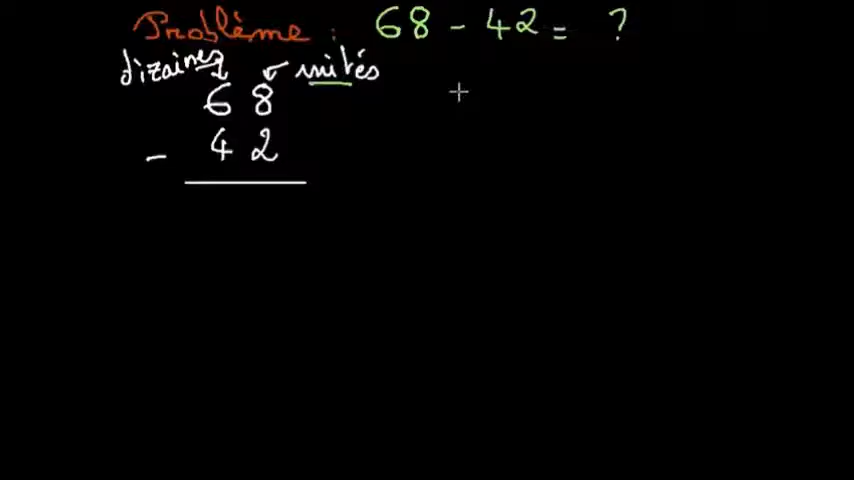 Problème : 68 - 42 = ?
dizaines unités
68
- 42